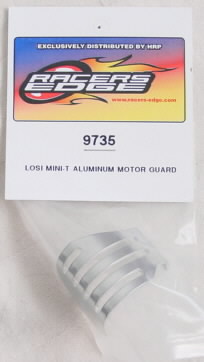 EXCLUSIVELY DISTRIBUTED BY HRP
RACERS
EDGE
www.racers-edge.com
9735
LOSI MINI-T ALUMINUM MOTOR GUARD